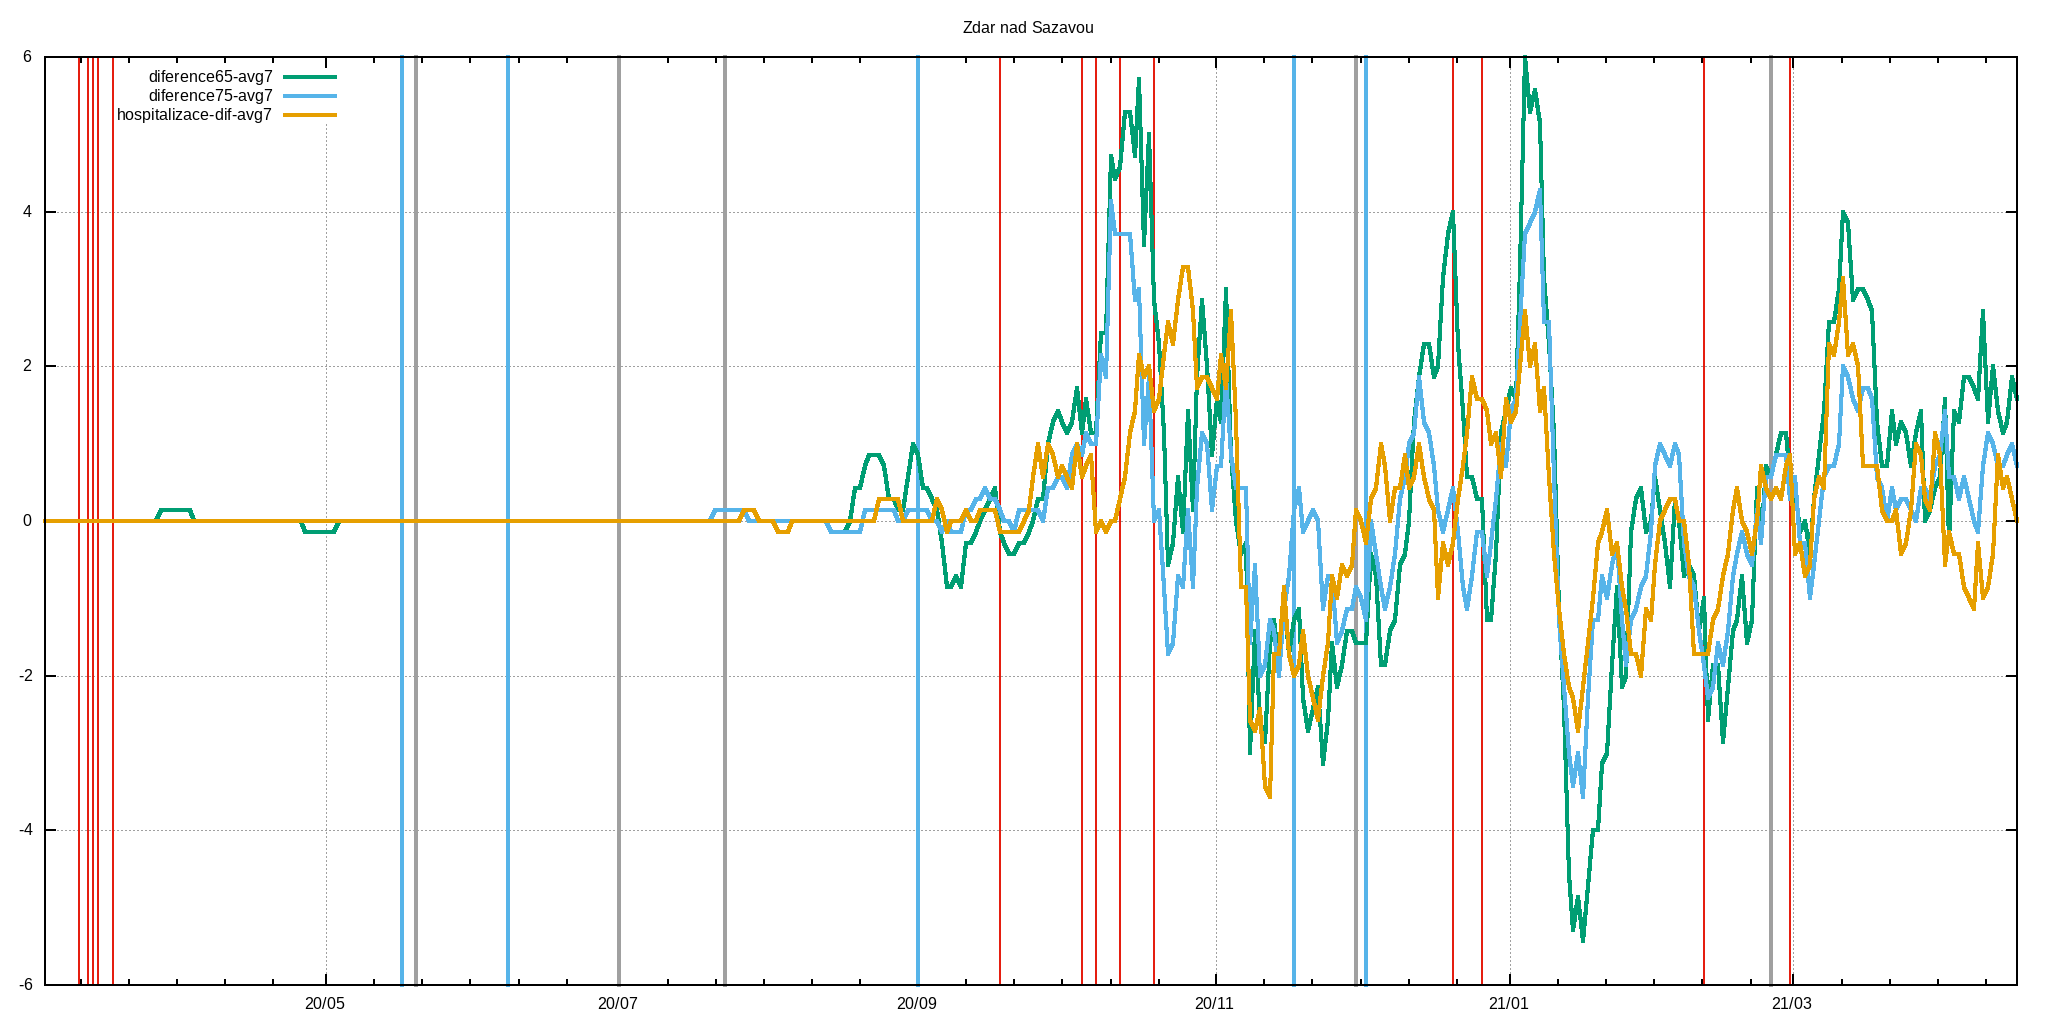 Zdar nad Sazavou
diference65-avg7
diference75-avg7
hospitalizace-dif-avg7
6
4
2
0
-2
-4
-6
20/05 20/07 20/09 20/11 21/01 21/03